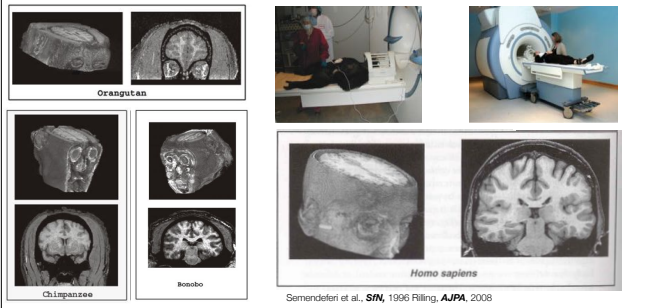 Orangutan
Chimpanzee
Bonobo
Homo sapiens
Semendeferi et al., SfN, 1996 Rilling, AJPA, 2008